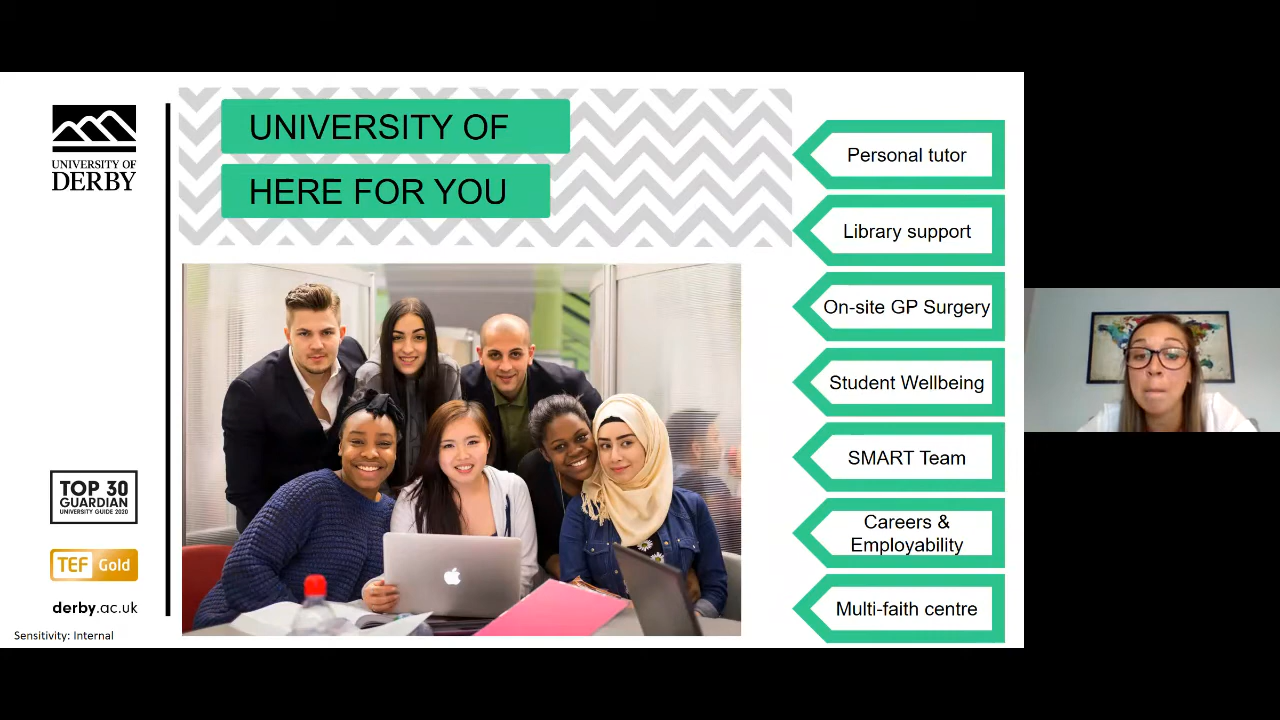 UNIVERSITY OF
DERBY
UNIVERSITY OF
HERE FOR YOU
Personal tutor
Library support
On-site GP Surgery
Student Wellbeing
SMART Team
Careers &
Employability
Multi-faith centre
TOP 30
GUARDIAN
UNIVERSITY GUIDE 2020
TEF Gold
derby.ac.uk
Sensitivity: Internal